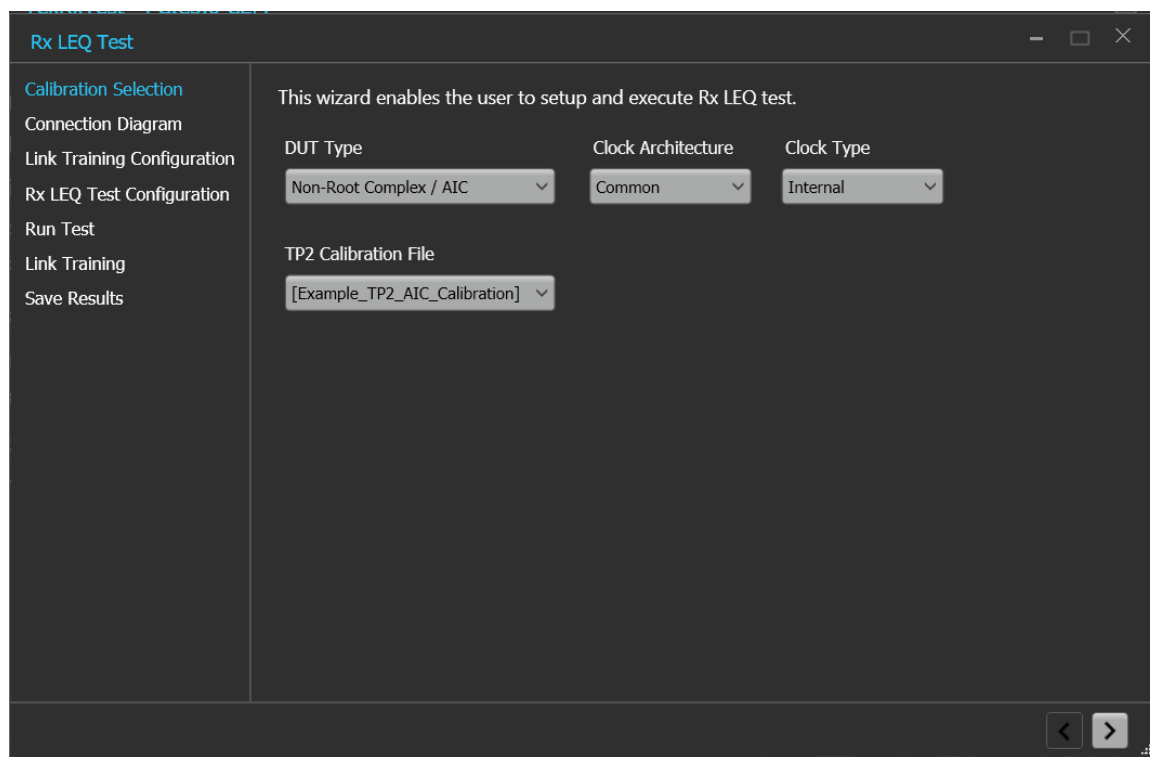 Rx LEQ Test
Calibration Selection
Connection Diagram
Link Training Configuration
Rx LEQ Test Configuration
Run Test
Link Training
Save Results
This wizard enables the user to setup and execute Rx LEQ test.
DUT Type Clock Architecture Clock Type
Non-Root Complex / AIC Common Internal
TP2 Calibration File
[Example_TP2_AIC_Calibration]